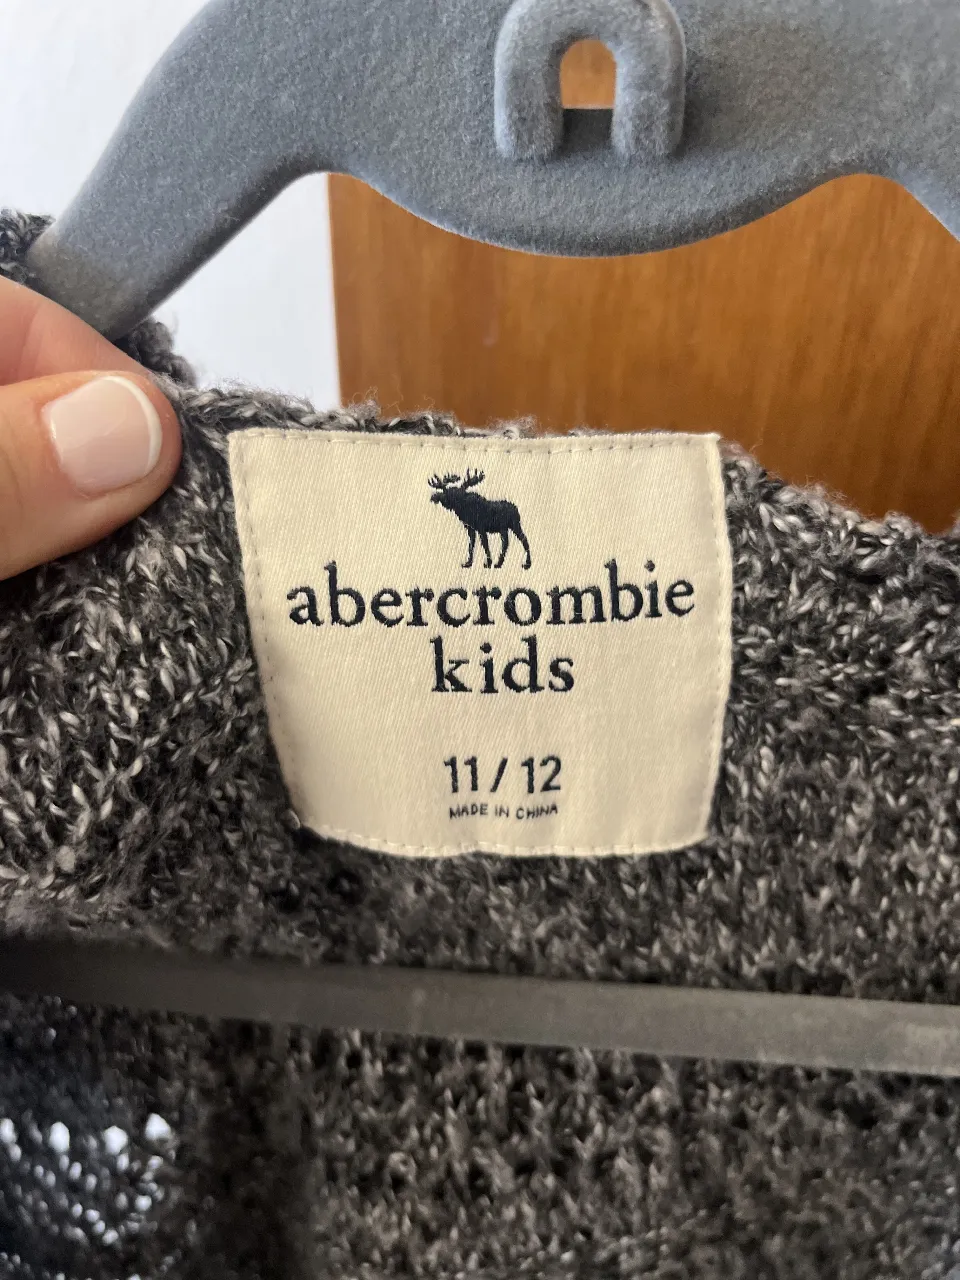 abercrombie
kids
11 / 12
MADE IN CHINA